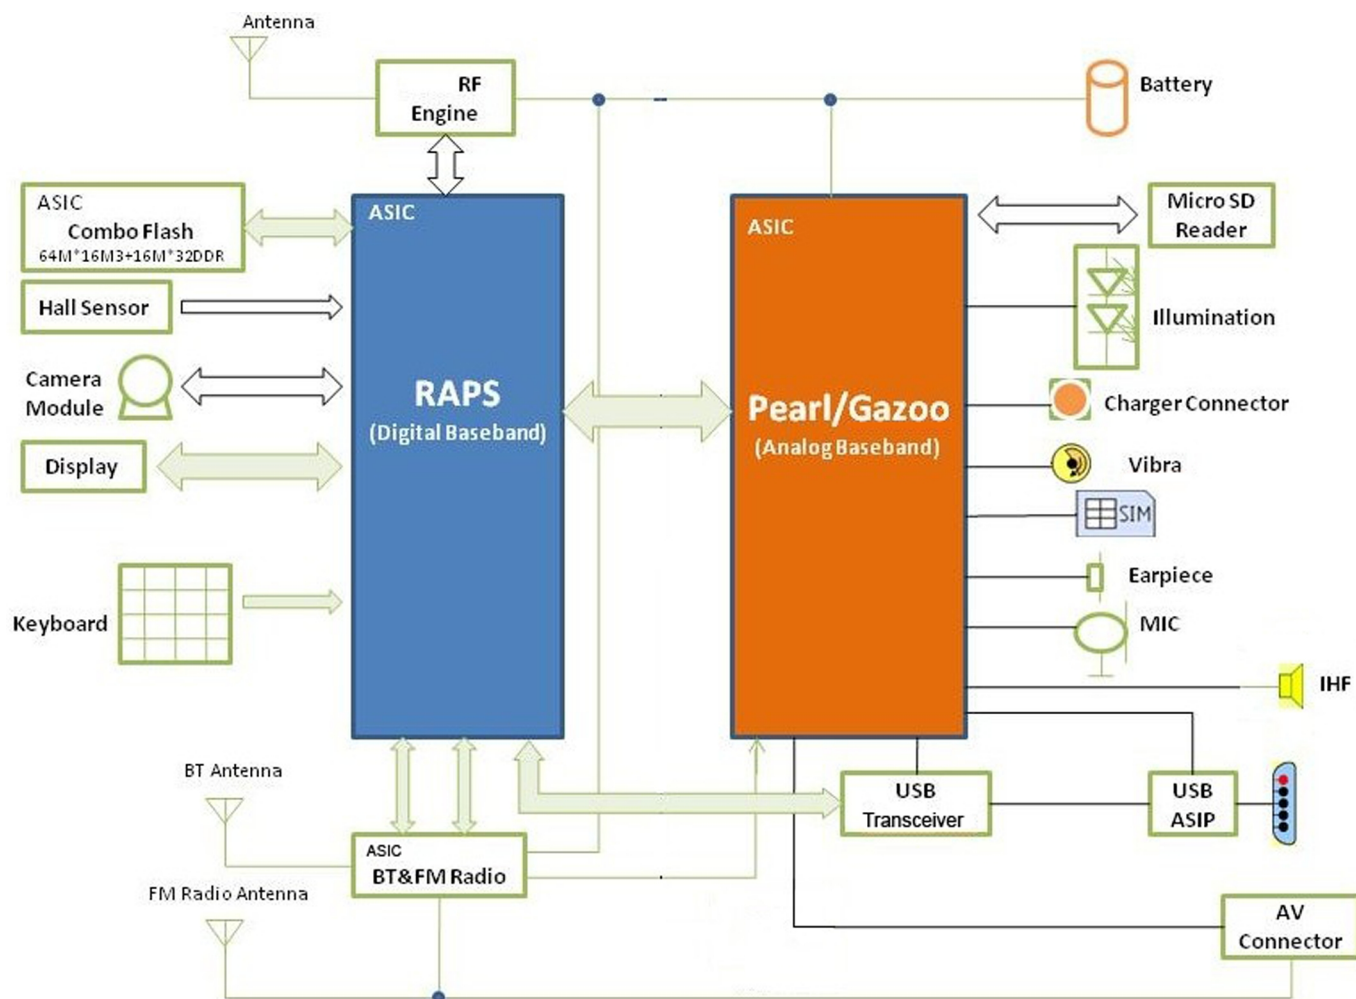 Antenna
RF
Engine
Battery
ASIC
Combo Flash
64M*16M3+16M*32DDR
Hall Sensor
Camera
Module
Display
Keyboard
ASIC
RAPS
(Digital Baseband)
ASIC
Pearl/Gazoo
(Analog Baseband)
Micro SD
Reader
Illumination
Charger Connector
Vibra
SIM
Earpiece
MIC
IHF
BT Antenna
FM Radio Antenna
ASIC
BT&FM Radio
USB
Transceiver
USB
ASIP
AV
Connector